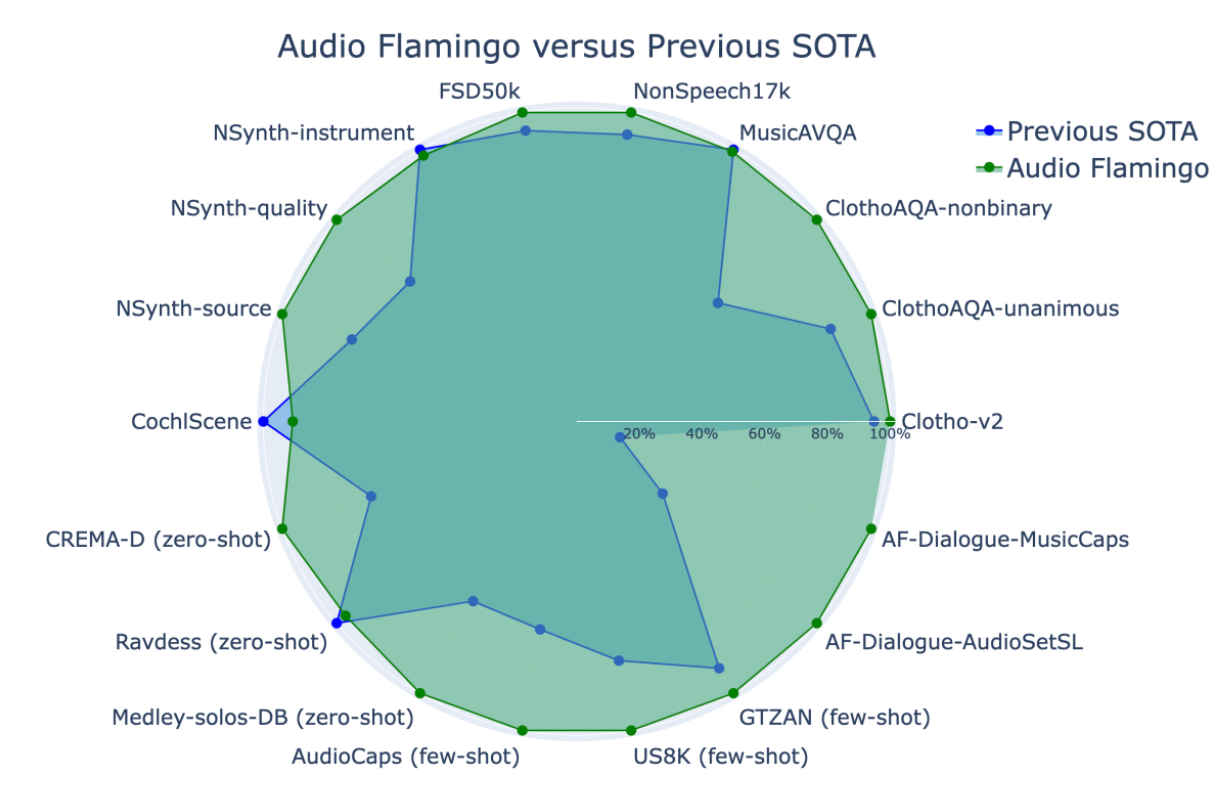 Audio Flamingo versus Previous SOTA
FSD50k
NonSpeech17k
NSynth-instrument
MusicAVQA
Previous SOTA
Audio Flamingo
NSynth-quality
ClothoAQA-nonbinary
NSynth-source
ClothoAQA-unanimous
CochlScene
20% 40% 60% 80% 100%
Clotho-v2
CREMA-D (zero-shot)
AF-Dialogue-MusicCaps
Ravdess (zero-shot)
AF-Dialogue-AudioSetSL
Medley-solos-DB (zero-shot)
GTZAN (few-shot)
AudioCaps (few-shot)
US8K (few-shot)